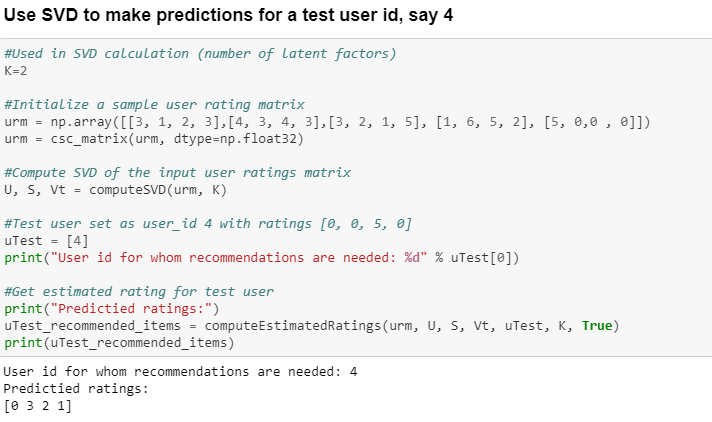 Use SVD to make predictions for a test user id, say 4
#Used in SVD calculation (number of latent factors)
K=2
#Initialize a sample user rating matrix
urm = np.array([[3, 1, 2, 3],[4, 3, 4, 3],[3, 2, 1, 5], [1, 6, 5, 2], [5, 0,0 , 0]])
urm = csc_matrix(urm, dtype=np.float32)
#Compute SVD of the input user ratings matrix
U, S, Vt = computeSVD(urm, K)
#Test user set as user_id 4 with ratings [0, 0, 5, 0]
uTest = [4]
print("User id for whom recommendations are needed: %d" % uTest[0])
#Get estimated rating for test user
print("Predictied ratings:")
uTest_recommended_items = computeEstimatedRatings(urm, U, S, Vt, uTest, K, True)
print(uTest_recommended_items)
User id for whom recommendations are needed: 4
Predictied ratings:
[0 3 2 1]